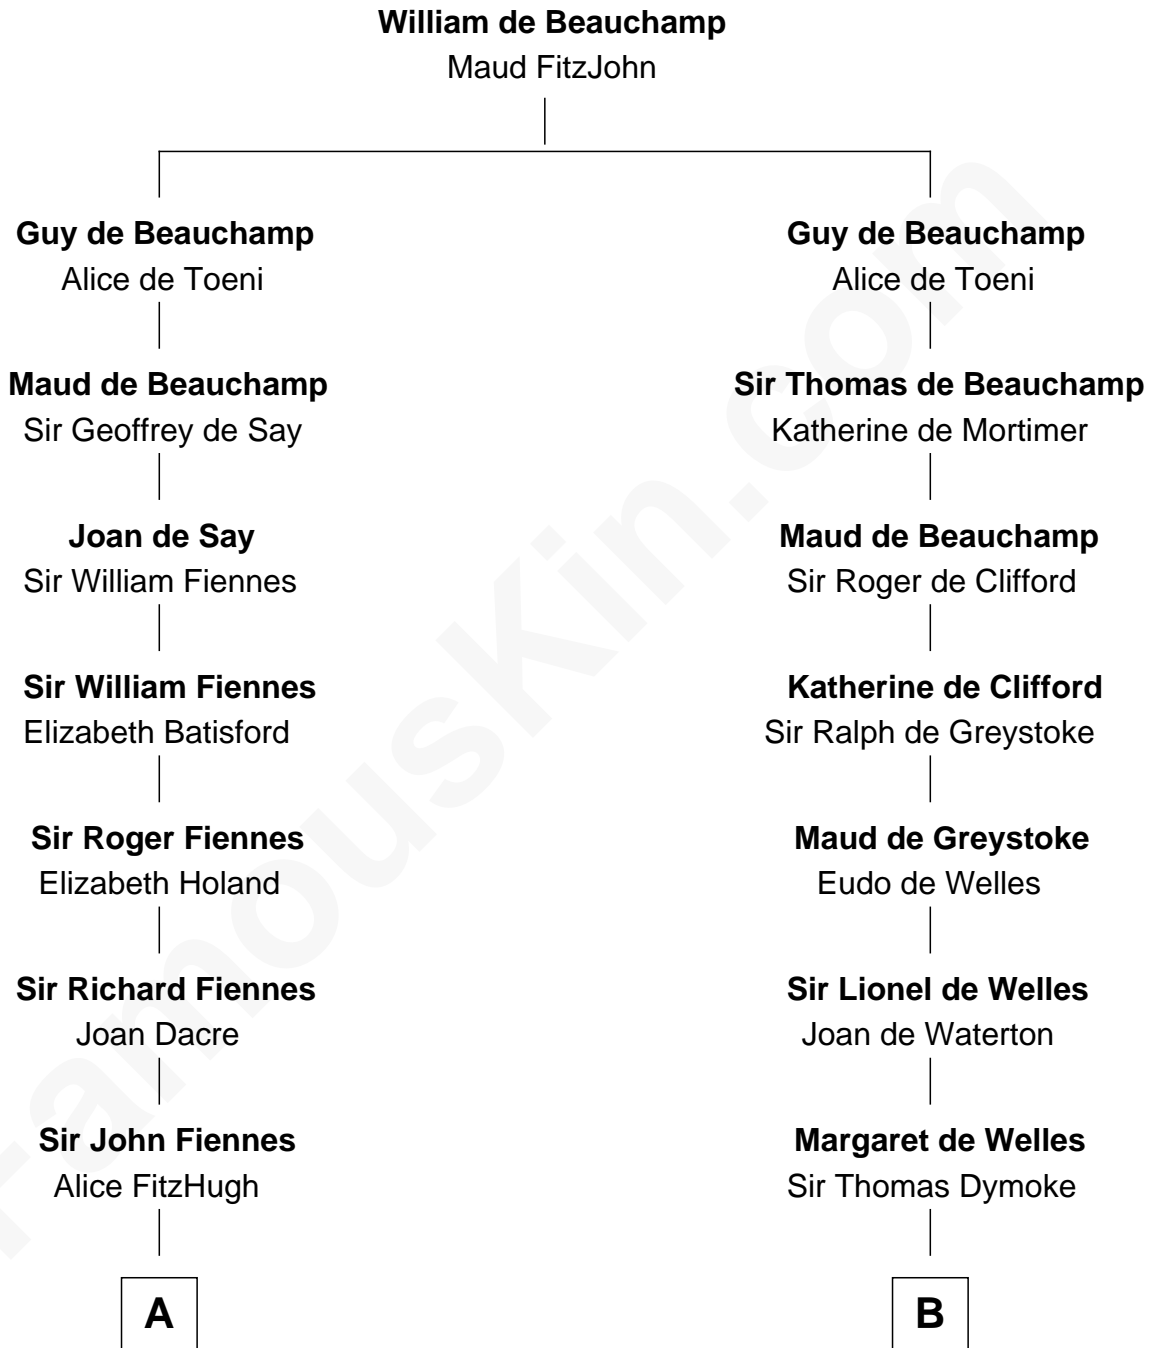 William de Beauchamp
Maud FitzJohn
Guy de Beauchamp
Alice de Toeni
Maud de Beauchamp
Sir Geoffrey de Say
Joan de Say
Sir William Fiennes
Sir William Fiennes
Elizabeth Batisford
Sir Roger Fiennes
Elizabeth Holand
Sir Richard Fiennes
Joan Dacre
Sir John Fiennes
Alice FitzHugh
A
Guy de Beauchamp
Alice de Toeni
Sir Thomas de Beauchamp
Katherine de Mortimer
Maud de Beauchamp
Sir Roger de Clifford
Katherine de Clifford
Sir Ralph de Greystoke
Maud de Greystoke
Eudo de Welles
Sir Lionel de Welles
Joan de Waterton
Margaret de Welles
Sir Thomas Dymoke
B
FamousKin.com